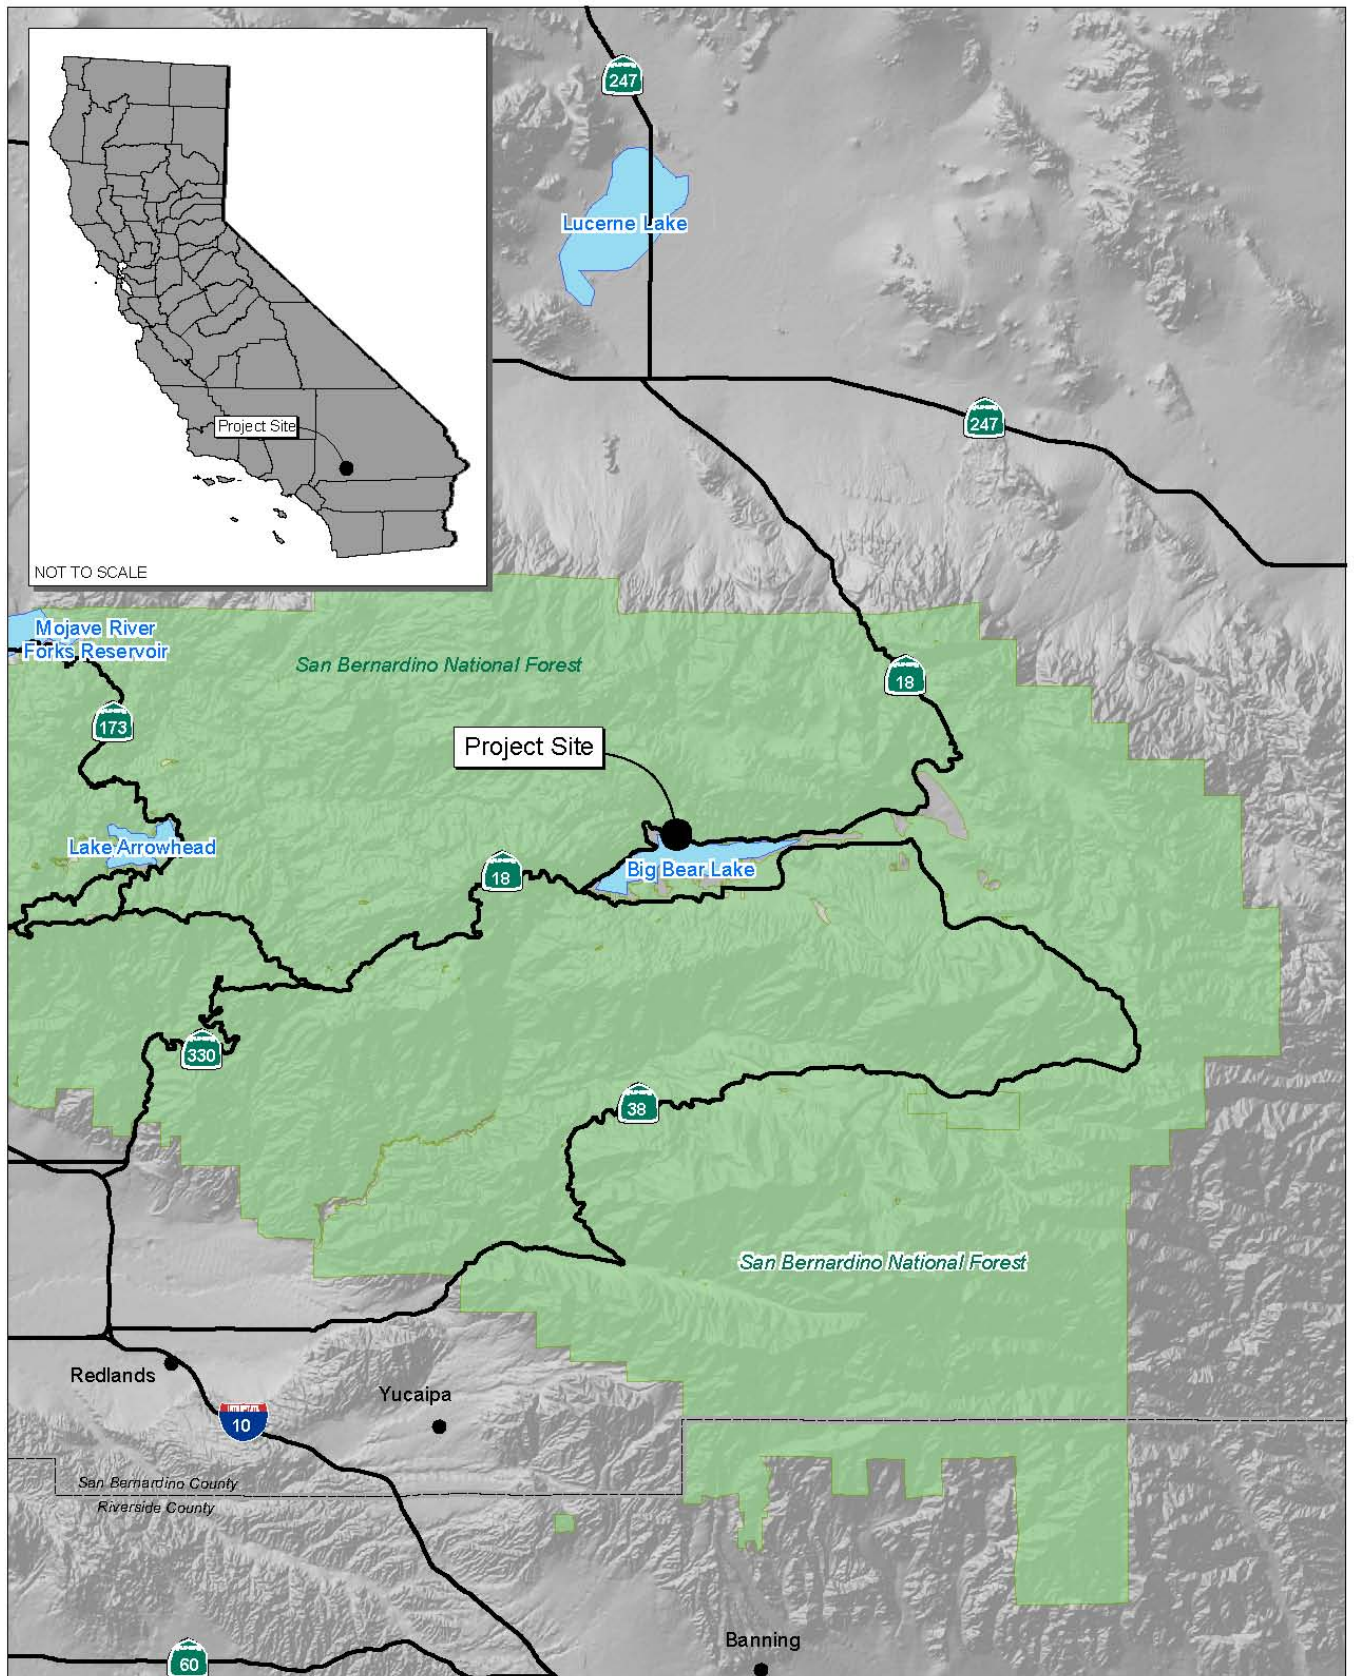 247
Lucerne Lake
Project Site
247
NOT TO SCALE
Mojave River
Forks Reservoir
San Bernardino National Forest
18
173
Project Site
Lake Arrowhead
Big Bear Lake
18
330
38
San Bernardino National Forest
Redlands
Yucaipa
10
San Bernardino County
Riverside County
Banning
60